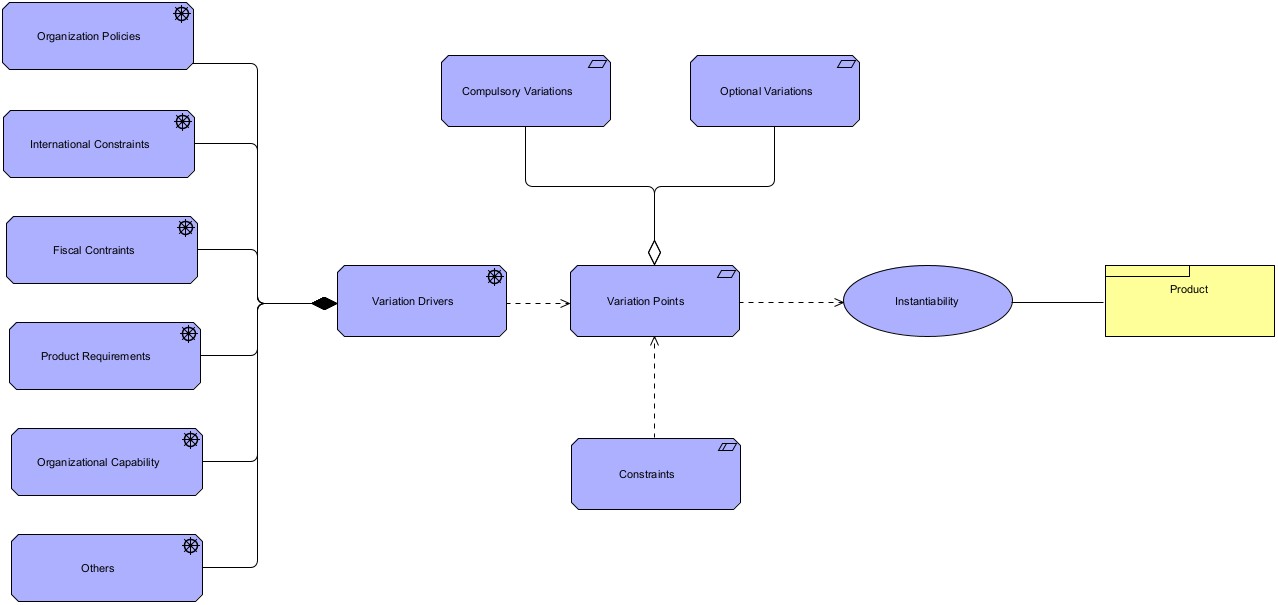 Organization Policies
International Constraints
Fiscal Contraints
Product Requirements
Organizational Capability
Others
Variation Drivers
Compulsory Variations
Optional Variations
Variation Points
Constraints
Instantiability
Product